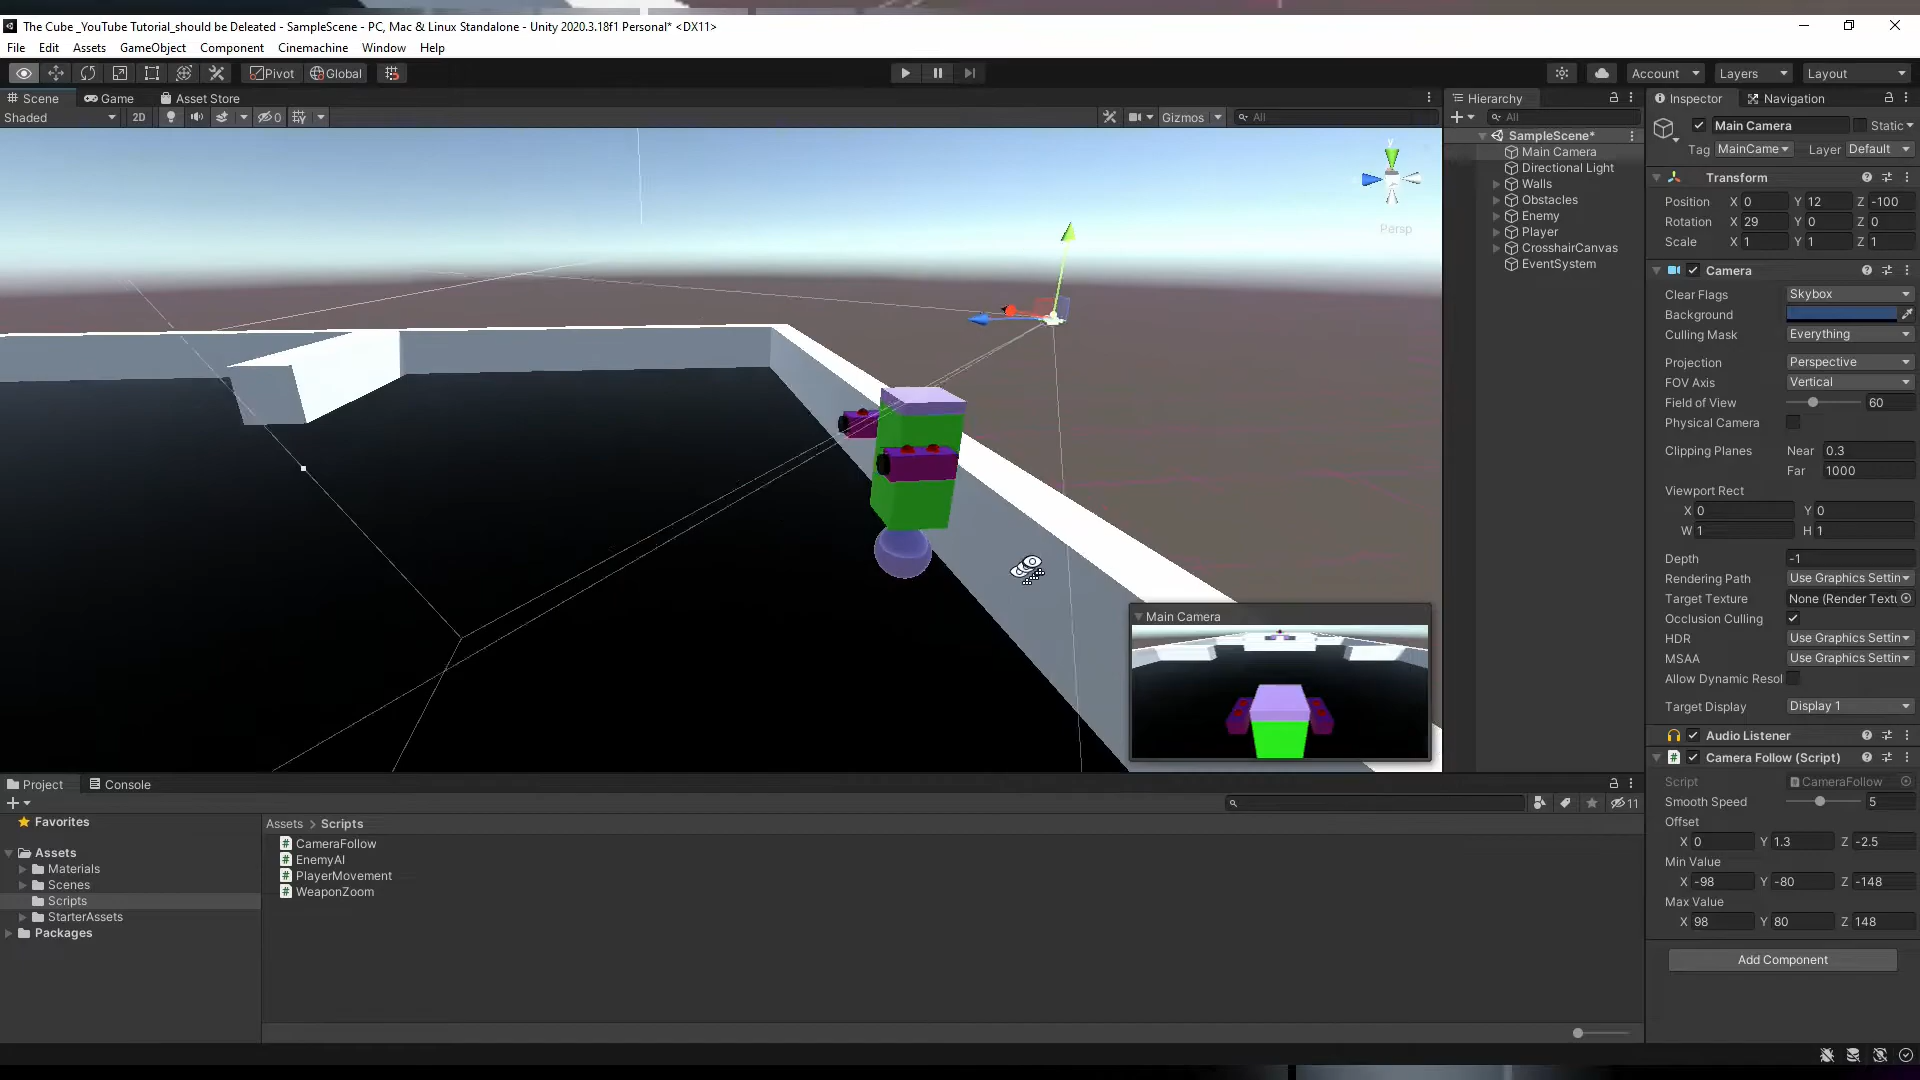 The Cube _YouTube Tutorial_should be Deleated - SampleScene - PC, Mac & Linux Standalone - Unity 2020.3.18f1 Personal* <DX11>
File Edit Assets GameObject Component Cinemachine Window Help
Pivot Global Account Layers Layout
Scene Game Asset Store
Shaded 2D 0 Gizmos All
y
Persp
Main Camera
Hierarchy
All
SampleScene*
Main Camera
Directional Light
Walls
Obstacles
Enemy
Player
CrosshairCanvas
EventSystem
Inspector Navigation
Main Camera Static
Tag MainCame Layer Default
Transform
Position X 0 Y 12 Z -100
Rotation X 29 Y 0 Z 0
Scale X 1 Y 1 Z 1
Camera
Clear Flags Skybox
Background
Culling Mask Everything
Projection Perspective
FOV Axis Vertical
Field of View 60
Physical Camera
Clipping Planes Near 0.3
Far 1000
Viewport Rect
X 0 Y 0
W 1 H 1
Depth -1
Rendering Path Use Graphics Settin
Target Texture None (Render Textu
Occlusion Culling
HDR Use Graphics Settin
MSAA Use Graphics Settin
Allow Dynamic Resol
Target Display Display 1
Audio Listener
Camera Follow (Script)
Script CameraFollow
Smooth Speed 5
Offset
X 0 Y 1.3 Z -2.5
Min Value
X -98 Y -80 Z -148
Max Value
X 98 Y 80 Z 148
Add Component
Project Console
11
Favorites
Assets
Materials
Scenes
Scripts
StarterAssets
Packages
Assets > Scripts
CameraFollow
EnemyAI
PlayerMovement
WeaponZoom